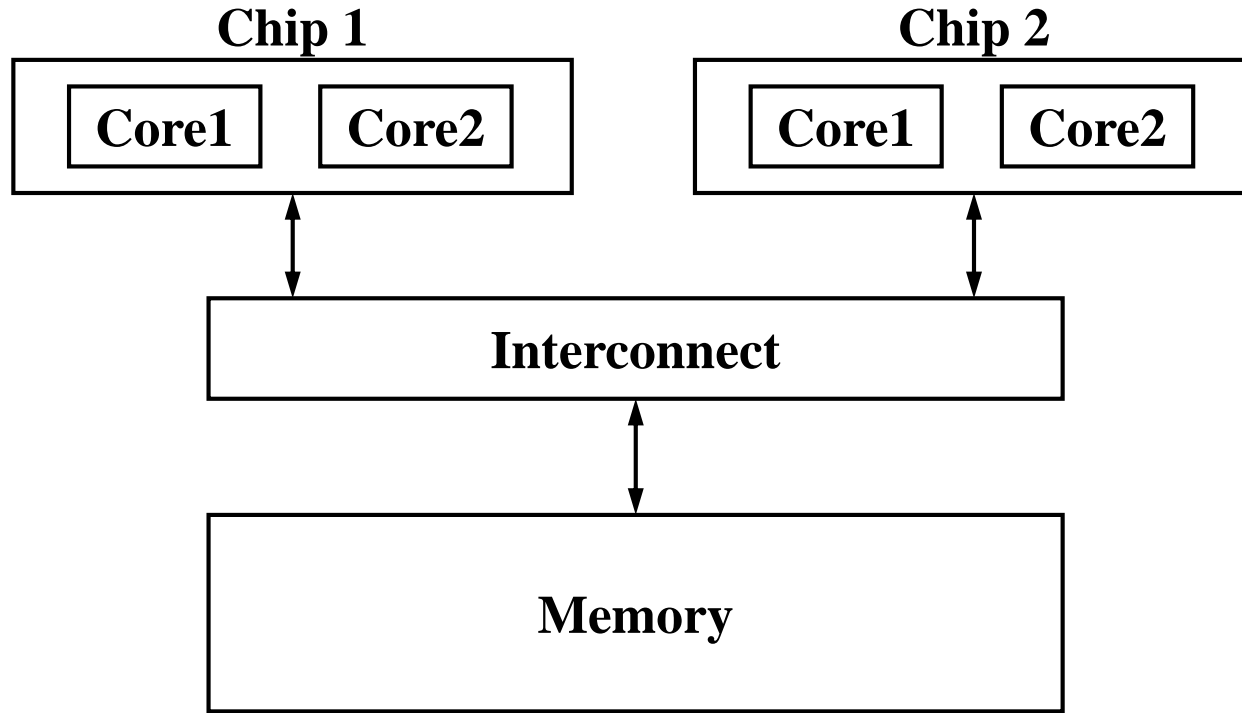 Chip 1
Chip 2
Core1
Core2
Core1
Core2
Interconnect
Memory